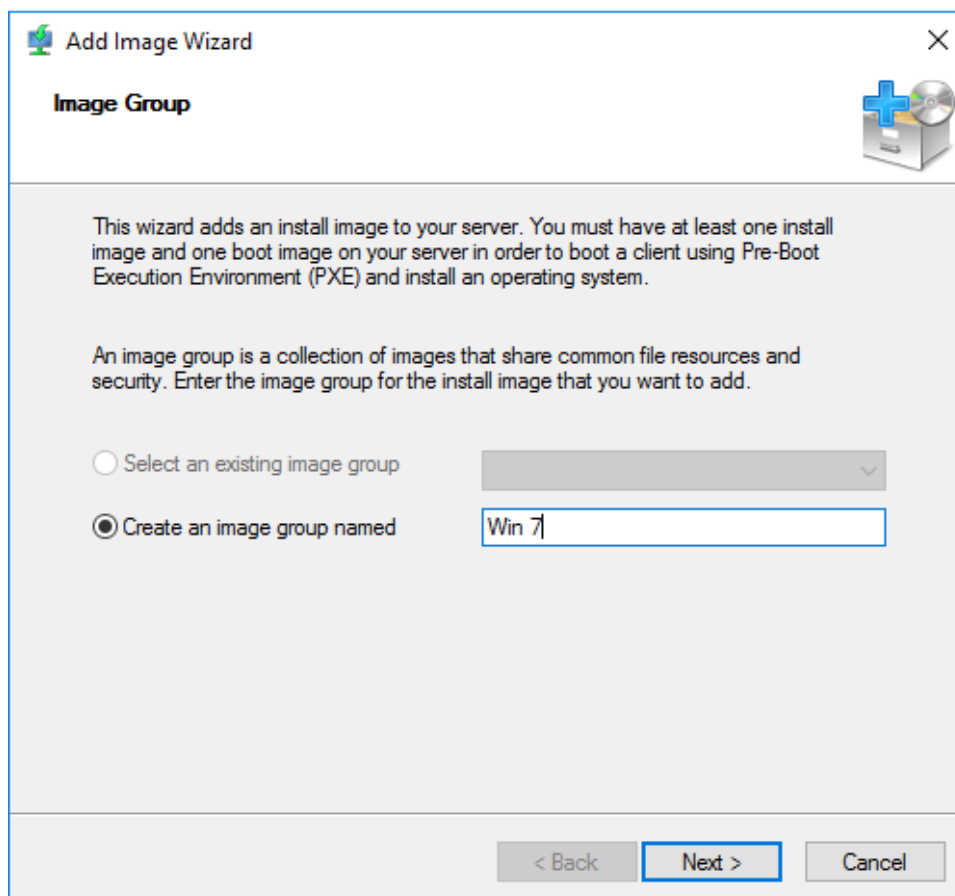 Add Image Wizard
Image Group
This wizard adds an install image to your server. You must have at least one install
image and one boot image on your server in order to boot a client using Pre-Boot
Execution Environment (PXE) and install an operating system.
An image group is a collection of images that share common file resources and
security. Enter the image group for the install image that you want to add.
Select an existing image group
Create an image group named Win 7
< Back Next > Cancel